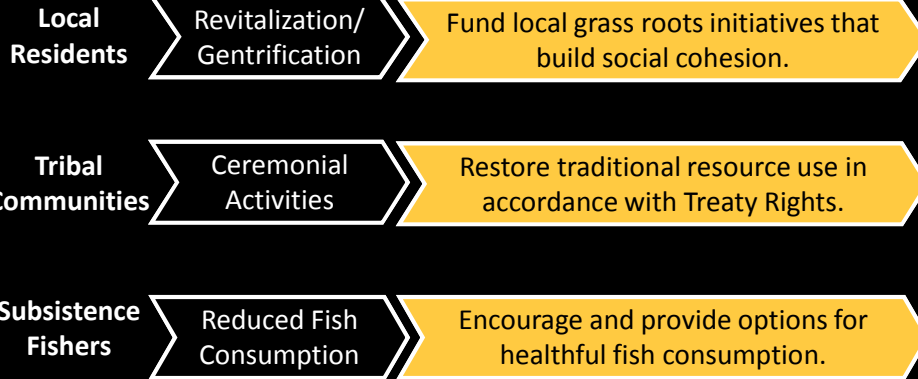 Local
Residents
Revitalization/
Gentrification
Fund local grass roots initiatives that
build social cohesion.
Tribal
Communities
Ceremonial
Activities
Restore traditional resource use in
accordance with Treaty Rights.
Subsistence
Fishers
Reduced Fish
Consumption
Encourage and provide options for
healthful fish consumption.